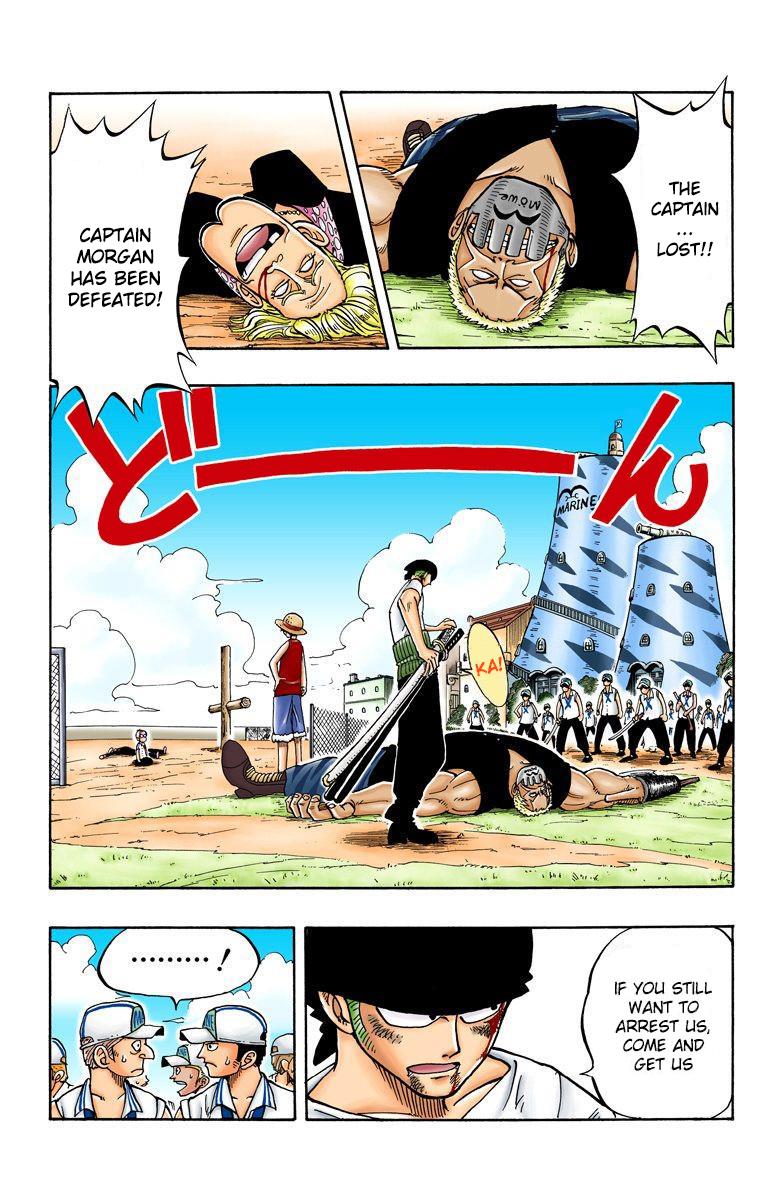 THE
CAPTAIN
...
LOST!!
Möwe
CAPTAIN
MORGAN
HAS BEEN
DEFEATED!
どーん
MARINE
KA!
IF YOU STILL
WANT TO
ARREST US,
COME AND
GET US
.........!